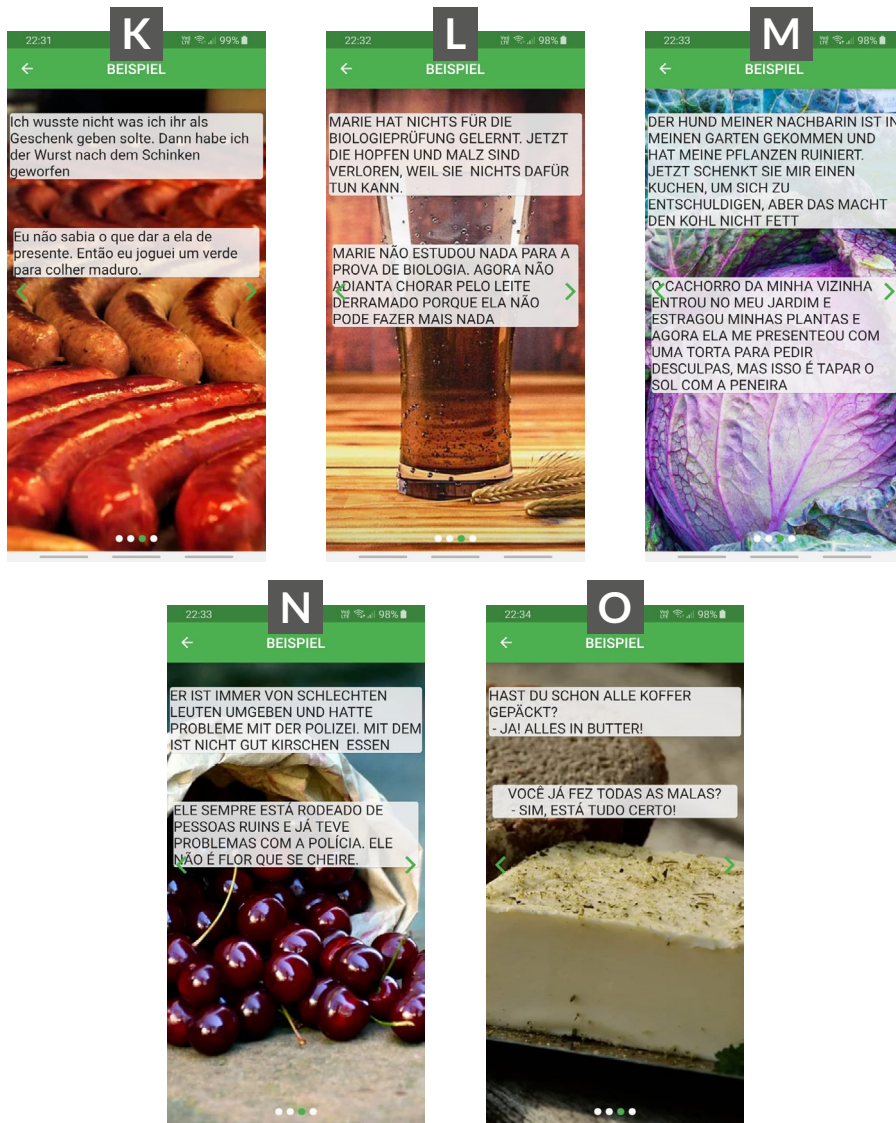 K
22:31 99%
BEISPIEL
Ich wusste nicht was ich ihr als
Geschenk geben solte. Dann habe ich
der Wurst nach dem Schinken
geworfen
Eu não sabia o que dar a ela de
presente. Então eu joguei um verde
para colher maduro.
L
22:32 98%
BEISPIEL
MARIE HAT NICHTS FÜR DIE
BIOLOGIEPRÜFUNG GELERNT. JETZT
DIE HOPFEN UND MALZ SIND
VERLOREN, WEIL SIE NICHTS DAFÜR
TUN KANN.
MARIE NÃO ESTUDOU NADA PARA A
PROVA DE BIOLOGIA. AGORA NÃO
ADIANTA CHORAR PELO LEITE
DERRAMADO PORQUE ELA NÃO
PODE FAZER MAIS NADA
M
22:33 98%
BEISPIEL
DER HUND MEINER NACHBARIN IST IN
MEINEN GARTEN GEKOMMEN UND
HAT MEINE PFLANZEN RUINIERT.
JETZT SCHENKT SIE MIR EINEN
KUCHEN, UM SICH ZU
ENTSCHULDIGEN, ABER DAS MACHT
DEN KOHL NICHT FETT
O CACHORRO DA MINHA VIZINHA
ENTROU NO MEU JARDIM E
ESTRAGOU MINHAS PLANTAS E
AGORA ELA ME PRESENTEOU COM
UMA TORTA PARA PEDIR
DESCULPAS, MAS ISSO É TAPAR O
SOL COM A PENEIRA
N
22:33 98%
BEISPIEL
ER IST IMMER VON SCHLECHTEN
LEUTEN UMGEBEN UND HATTE
PROBLEME MIT DER POLIZEI. MIT DEM
IST NICHT GUT KIRSCHEN ESSEN
ELE SEMPRE ESTÁ RODEADO DE
PESSOAS RUINS E JÁ TEVE
PROBLEMAS COM A POLÍCIA. ELE
NÃO É FLOR QUE SE CHEIRE.
O
22:34 98%
BEISPIEL
HAST DU SCHON ALLE KOFFER
GEPÄCKT?
- JA! ALLES IN BUTTER!
VOCÊ JÁ FEZ TODAS AS MALAS?
- SIM, ESTÁ TUDO CERTO!